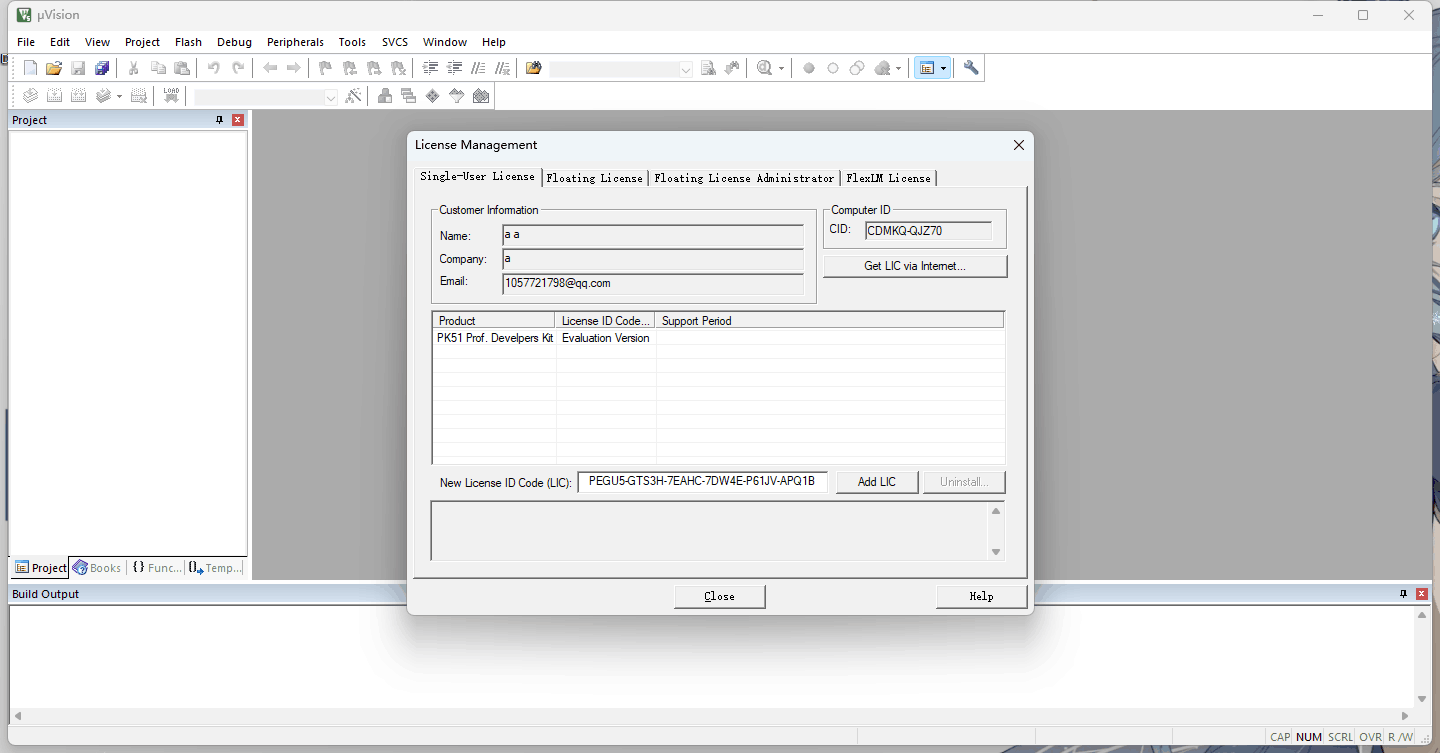 µVision
File Edit View Project Flash Debug Peripherals Tools SVCS Window Help
LOAD
Project
License Management
Single-User License Floating License Floating License Administrator FlexLM License
Customer Information
Name: a a
Company: a
Email: 1057721798@qq.com
Computer ID
CID: CDMKQ-QJZ70
Get LIC via Internet...
Product License ID Code... Support Period
PK51 Prof. Develpers Kit Evaluation Version
New License ID Code (LIC): PEGU5-GTS3H-7EAHC-7DW4E-P61JV-APQ1B Add LIC Uninstall...
Close Help
Project Books {} Func... Temp...
Build Output
CAP NUM SCRL OVR R /W